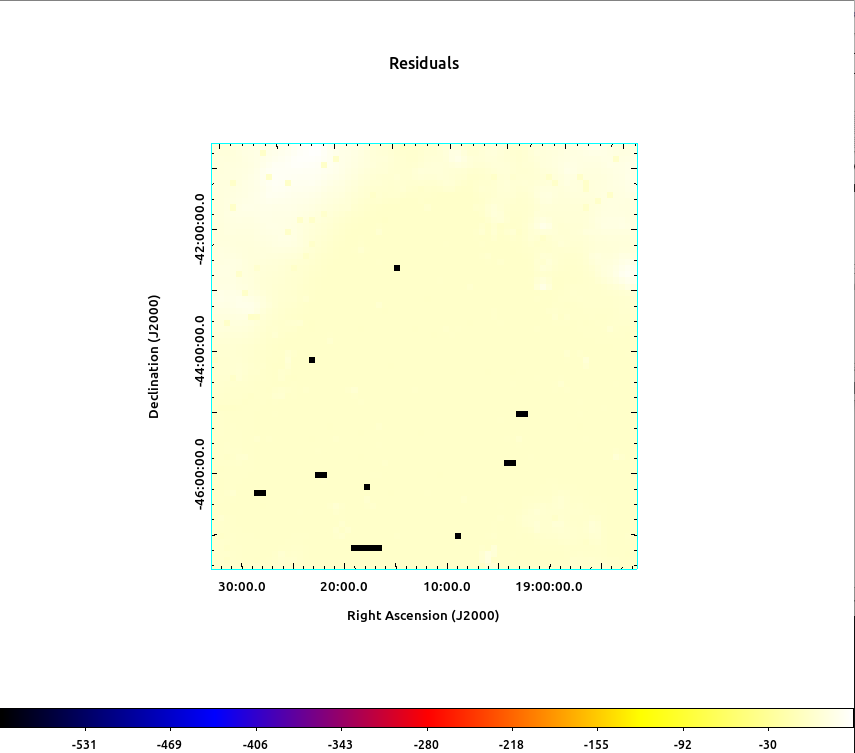 Residuals
Declination (J2000)
-42:00:00.0
-44:00:00.0
-46:00:00.0
30:00.0 20:00.0 10:00.0 19:00:00.0
Right Ascension (J2000)
-531 -469 -406 -343 -280 -218 -155 -92 -30